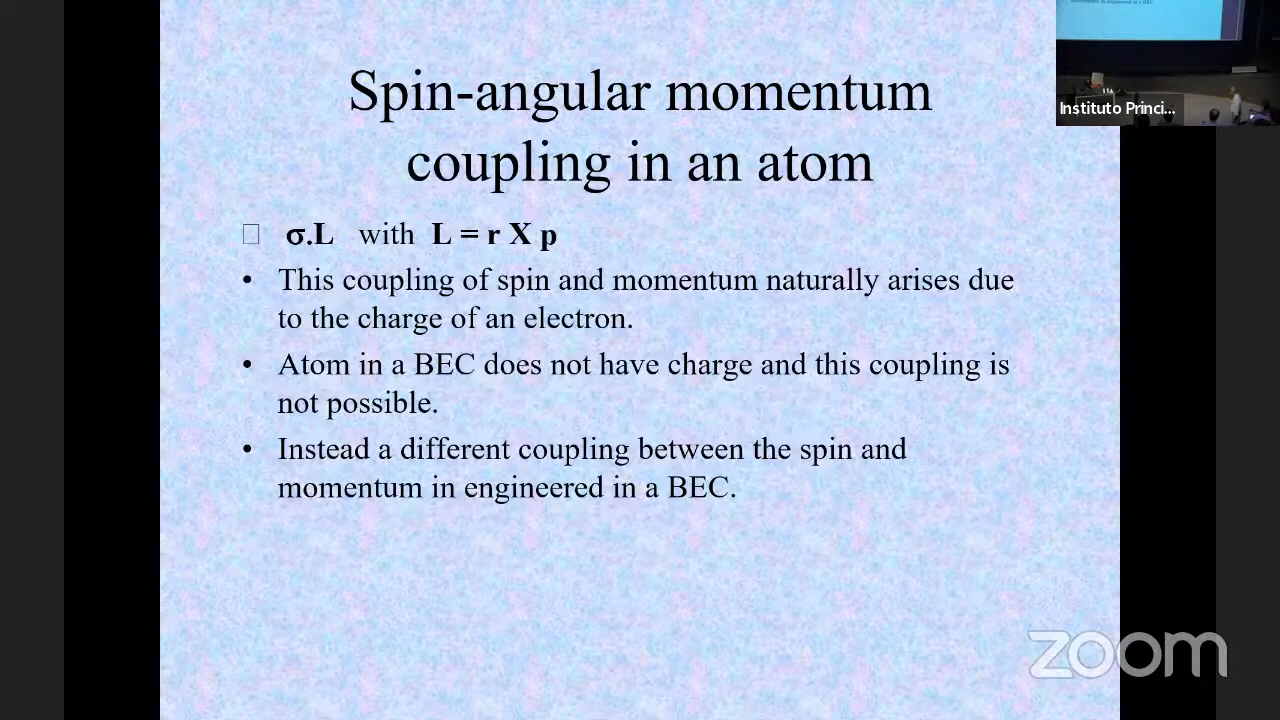 Spin-angular momentum
coupling in an atom
σ.L with L = r X p
• This coupling of spin and momentum naturally arises due
to the charge of an electron.
• Atom in a BEC does not have charge and this coupling is
not possible.
• Instead a different coupling between the spin and
momentum in engineered in a BEC.
Instituto Princi...
zoom